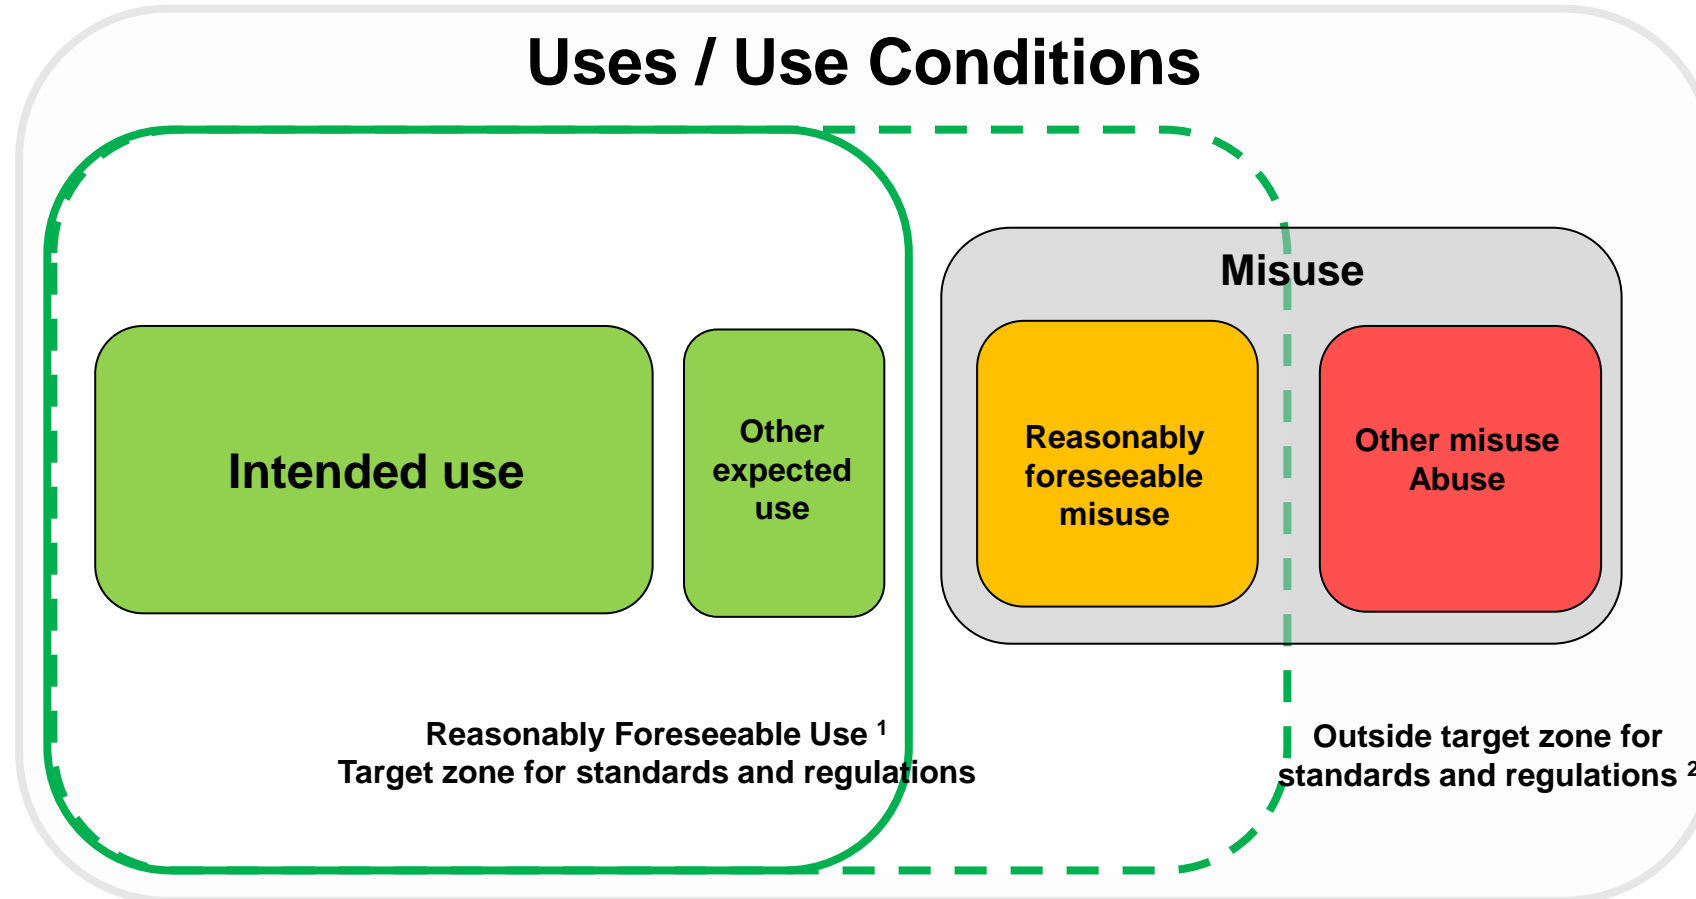 Uses / Use Conditions
Misuse
Intended use
Other
expected
use
Reasonably
foreseeable
misuse
Other misuse
Abuse
Reasonably Foreseeable Use ¹
Target zone for standards and regulations
Outside target zone for
standards and regulations ²